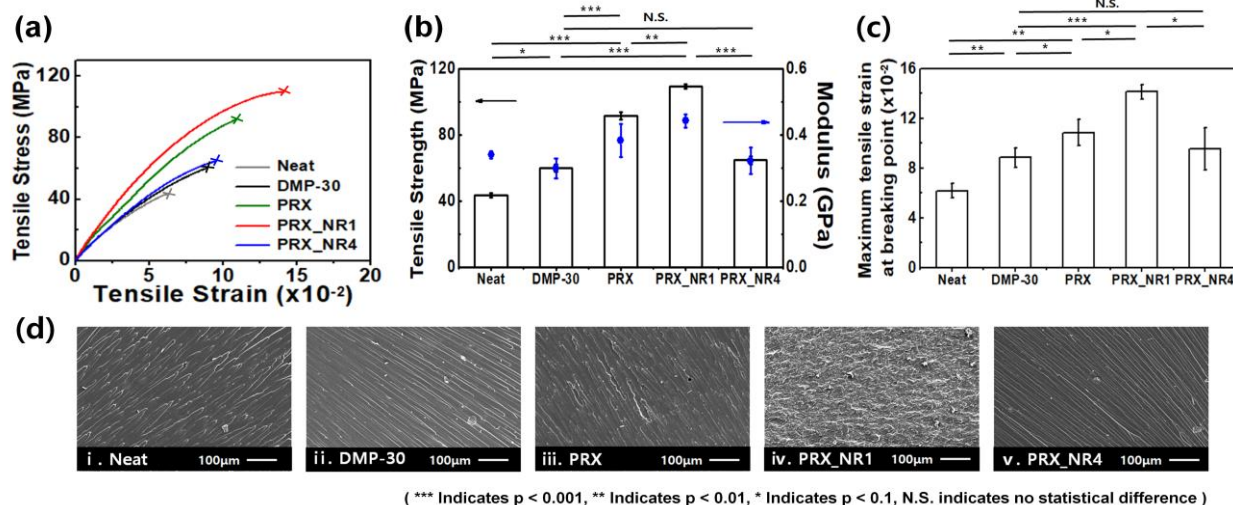 (a)
Tensile Stress (MPa)
120
90
60
30
0
0
5
10
15
20
Tensile Strain (x10-2)
Neat
DMP-30
PRX
PRX_NR1
PRX_NR4
(b)
N.S.
***
*** **
* *** ***
Tensile Strength (MPa)
120
80
40
0
0.6
0.4
0.2
0.0
Modulus (GPa)
Neat DMP-30 PRX PRX_NR1 PRX_NR4
(c)
N.S.
*** *
** *
** *
Maximum tensile strain
at breaking point (x10-2)
16
12
8
4
0
Neat DMP-30 PRX PRX_NR1 PRX_NR4
(d)
i . Neat 100μm
ii. DMP-30 100μm
iii. PRX 100μm
iv. PRX_NR1 100μm
v. PRX_NR4 100μm
( *** Indicates p < 0.001, ** Indicates p < 0.01, * Indicates p < 0.1, N.S. indicates no statistical difference )